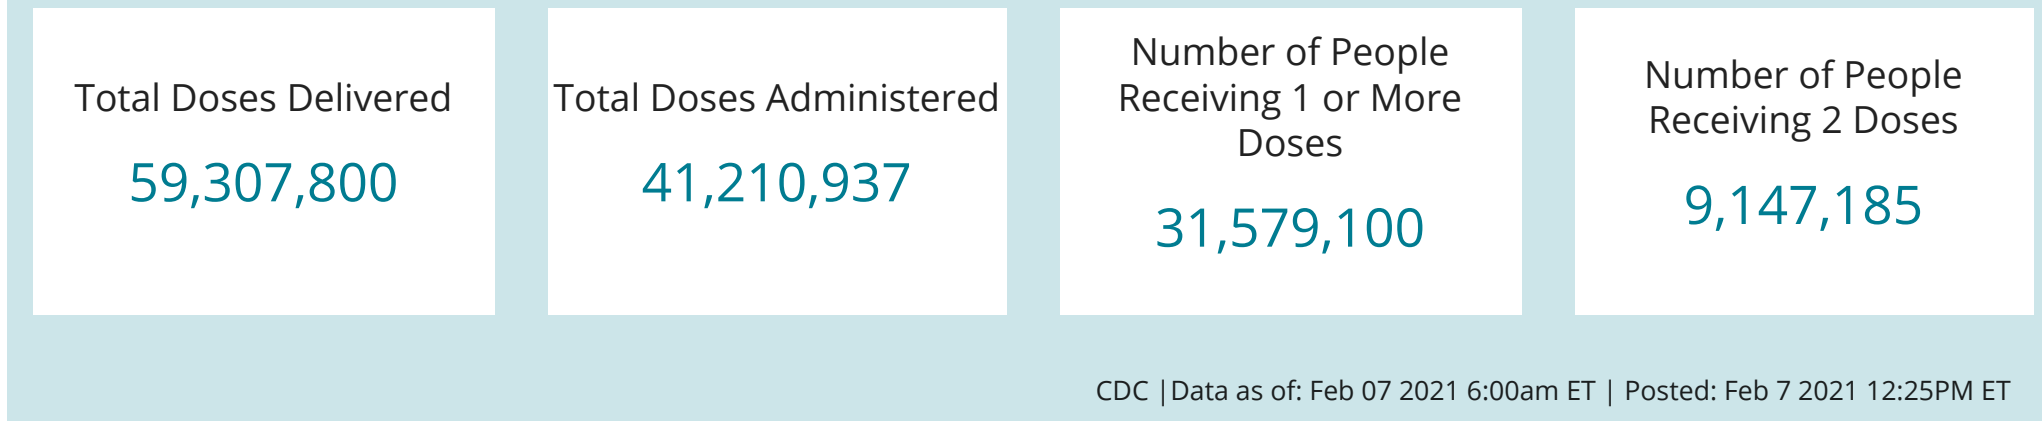 Total Doses Delivered
59,307,800
Total Doses Administered
41,210,937
Number of People
Receiving 1 or More
Doses
31,579,100
Number of People
Receiving 2 Doses
9,147,185
CDC |Data as of: Feb 07 2021 6:00am ET | Posted: Feb 7 2021 12:25PM ET